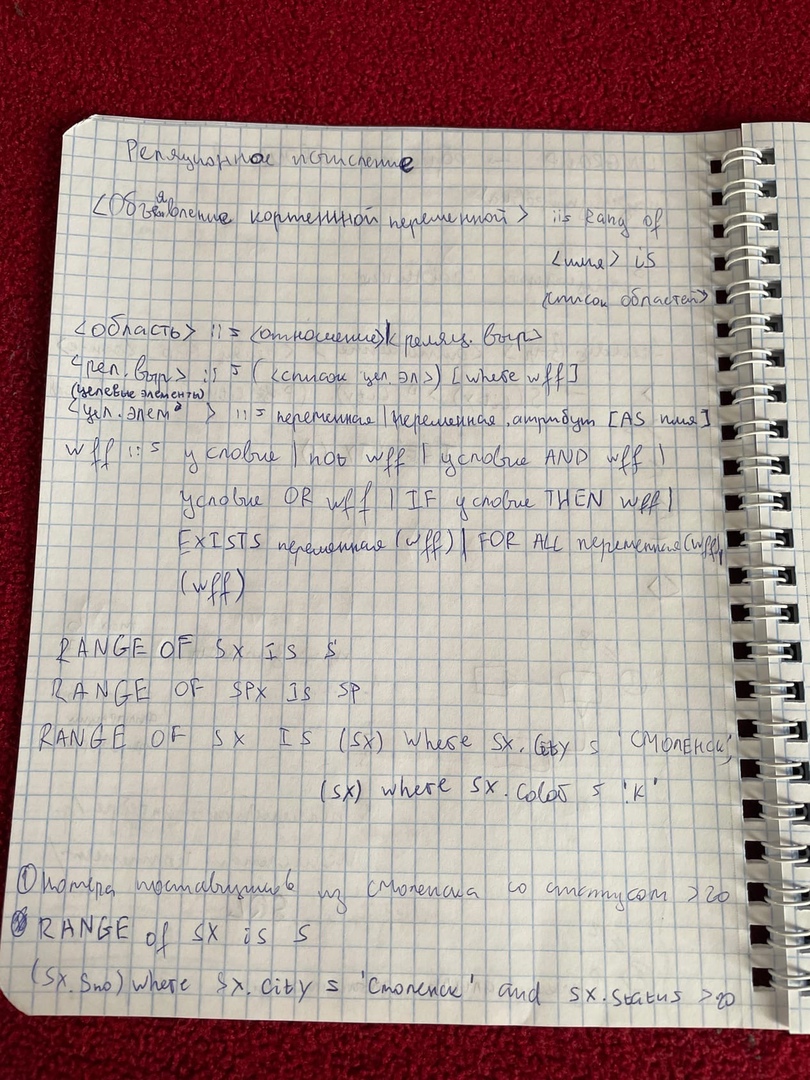 Реляционное исчисление
<Объявление кортежной переменной> ::= Rang of
<имя> is
<список областей>
<область> ::= <отношение>|<реляц. выр>
<рел. выр> ::= (<список цел. эл>) [where wff]
(целевые элементы)
<цел. элем> ::= переменная | переменная.атрибут [AS имя]
wff ::= условие | not wff | условие AND wff |
условие OR wff | IF условие THEN wff |
EXISTS переменная (wff) | FOR ALL переменная (wff) |
(wff)
RANGE OF SX IS S
RANGE OF SPX IS SP
RANGE OF SX IS (SX) where SX.City = 'СМОЛЕНСК',
(SX) where SX.Color = 'K'
① Номера поставщиков из Смоленска со статусом >20
RANGE of SX is S
(SX.Sno) where SX.City = 'Смоленск' and SX.Status >20